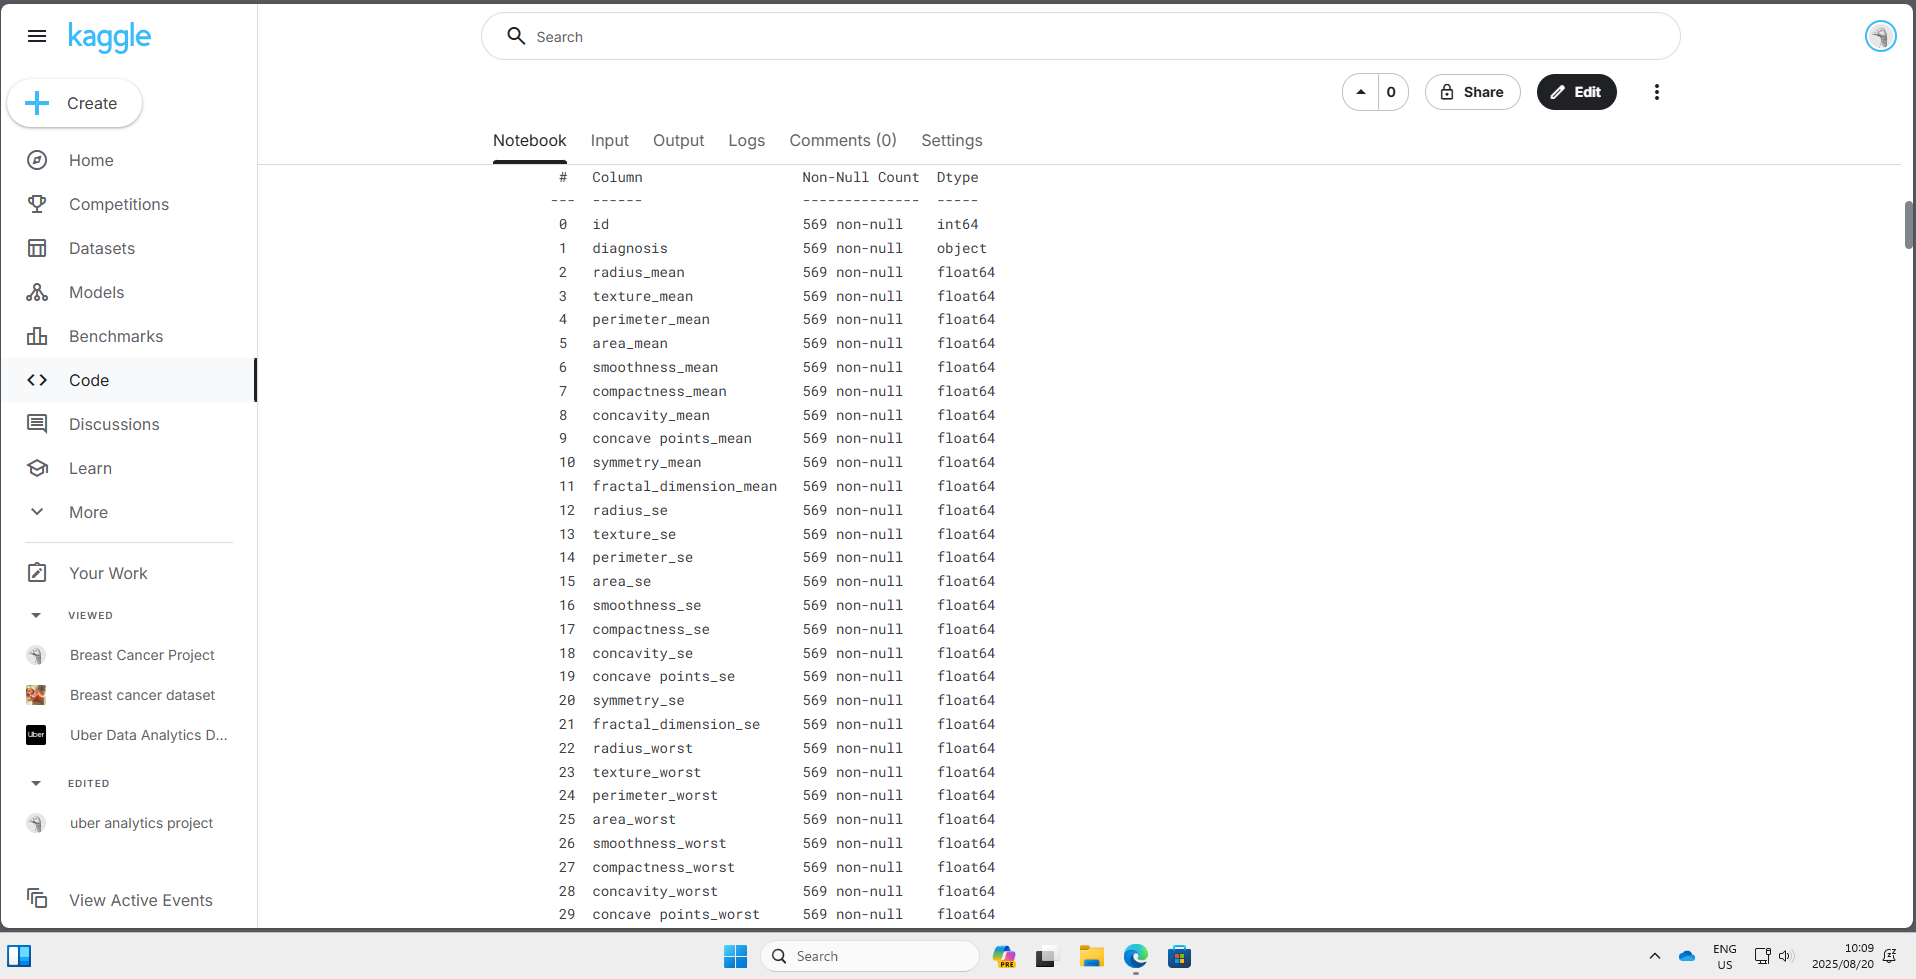 kaggle
Search
Create
0
Share
Edit
Home
Competitions
Datasets
Models
Benchmarks
Code
Discussions
Learn
More
Your Work
VIEWED
Breast Cancer Project
Breast cancer dataset
Uber
Uber Data Analytics D...
EDITED
uber analytics project
View Active Events
Notebook Input Output Logs Comments (0) Settings
# Column Non-Null Count Dtype
--- ------ -------------- -----
0 id 569 non-null int64
1 diagnosis 569 non-null object
2 radius_mean 569 non-null float64
3 texture_mean 569 non-null float64
4 perimeter_mean 569 non-null float64
5 area_mean 569 non-null float64
6 smoothness_mean 569 non-null float64
7 compactness_mean 569 non-null float64
8 concavity_mean 569 non-null float64
9 concave points_mean 569 non-null float64
10 symmetry_mean 569 non-null float64
11 fractal_dimension_mean 569 non-null float64
12 radius_se 569 non-null float64
13 texture_se 569 non-null float64
14 perimeter_se 569 non-null float64
15 area_se 569 non-null float64
16 smoothness_se 569 non-null float64
17 compactness_se 569 non-null float64
18 concavity_se 569 non-null float64
19 concave points_se 569 non-null float64
20 symmetry_se 569 non-null float64
21 fractal_dimension_se 569 non-null float64
22 radius_worst 569 non-null float64
23 texture_worst 569 non-null float64
24 perimeter_worst 569 non-null float64
25 area_worst 569 non-null float64
26 smoothness_worst 569 non-null float64
27 compactness_worst 569 non-null float64
28 concavity_worst 569 non-null float64
29 concave points_worst 569 non-null float64
Search
PRE
ENG
US
10:09
2025/08/20